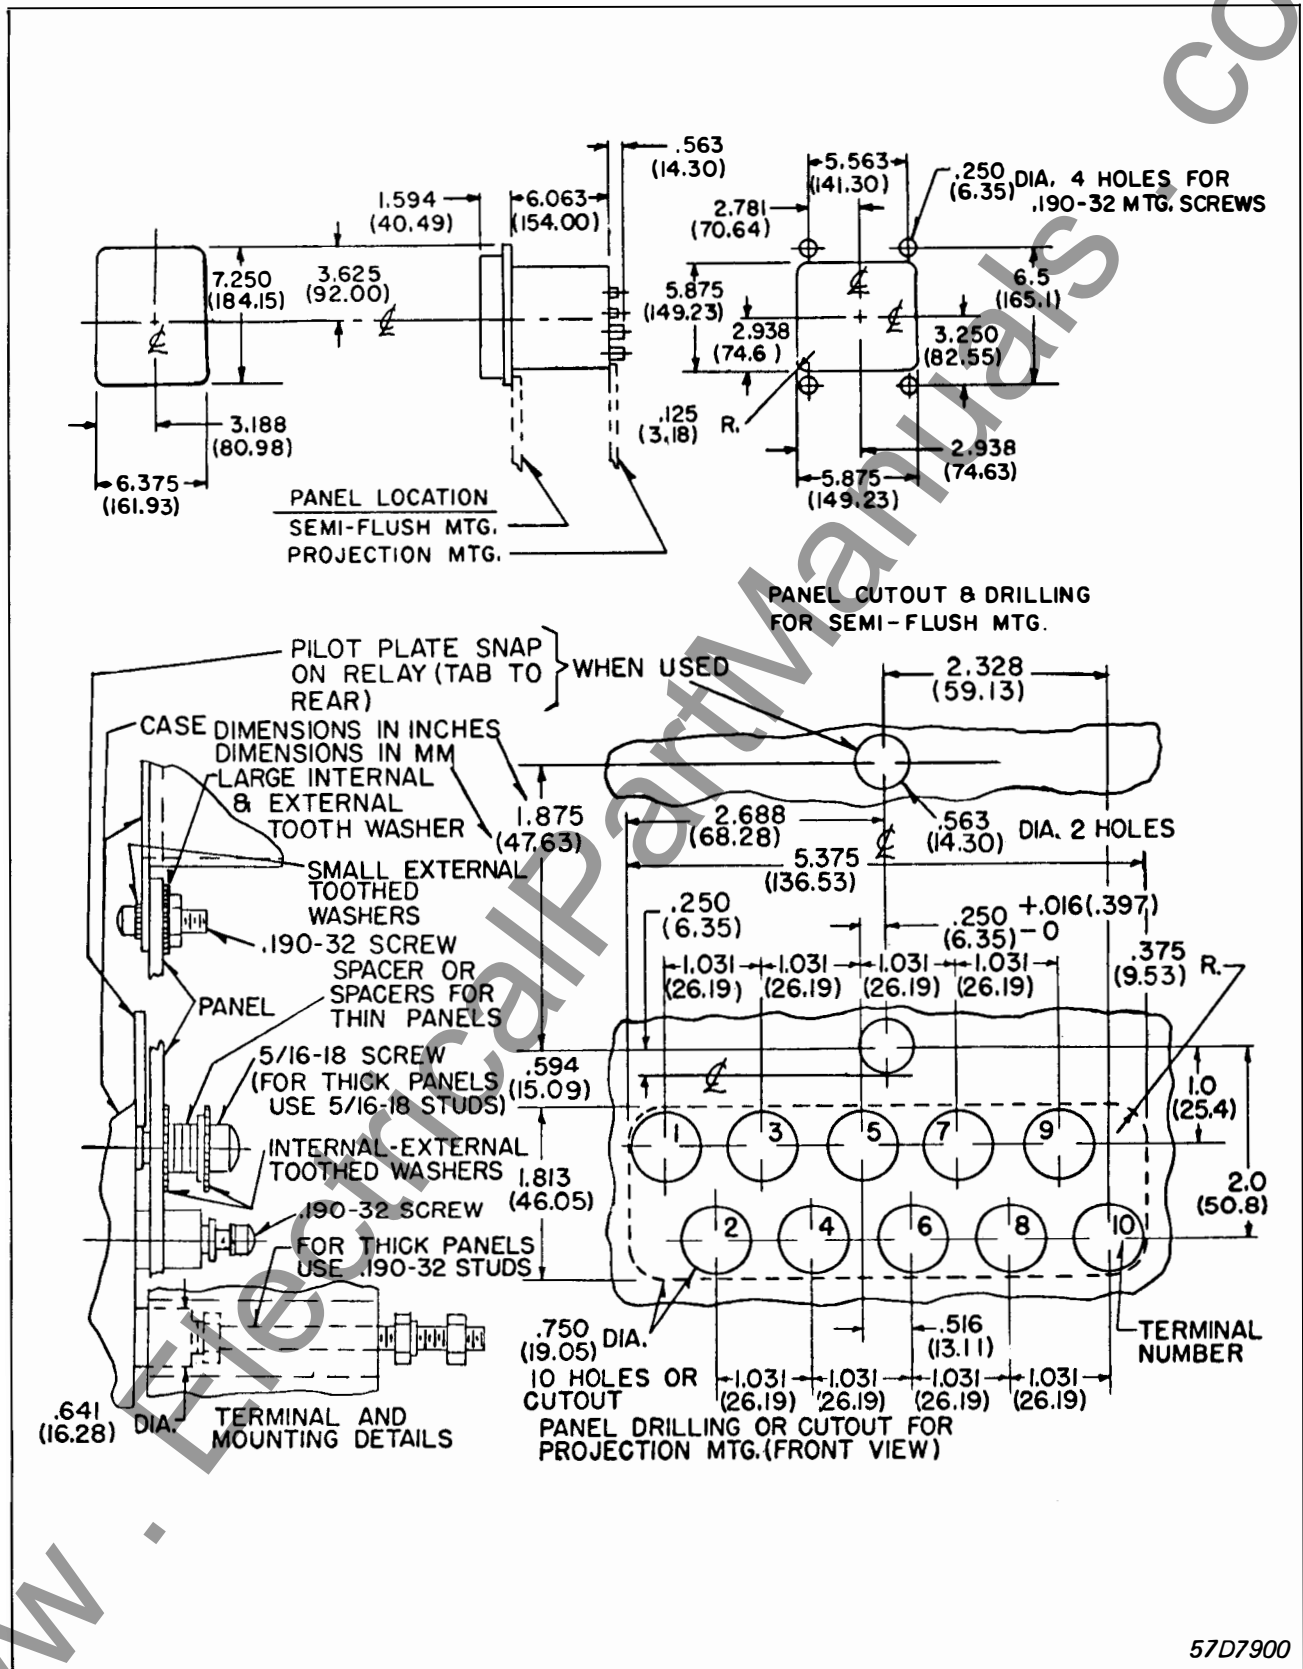 .563
(14.30)
1.594
(40.49)
6.063
(154.00)
5.563
(141.30)
.250
(6.35) DIA. 4 HOLES FOR
.190-32 MTG. SCREWS
2.781
(70.64)
7.250
(184.15)
3.625
(92.00)
℄
℄
5.875
(149.23)
2.938
(74.6)
℄
℄
6.5
(165.1)
3.250
(82.55)
3.188
(80.98)
6.375
(161.93)
.125
(3.18) R.
2.938
(74.63)
5.875
(149.23)
PANEL LOCATION
SEMI-FLUSH MTG.
PROJECTION MTG.
PANEL CUTOUT & DRILLING
FOR SEMI-FLUSH MTG.
PILOT PLATE SNAP
ON RELAY (TAB TO
REAR)
WHEN USED
2.328
(59.13)
CASE
DIMENSIONS IN INCHES
DIMENSIONS IN MM
LARGE INTERNAL
& EXTERNAL
TOOTH WASHER
1.875
(47.63)
2.688
(68.28)
℄
.563
(14.30) DIA. 2 HOLES
5.375
(136.53)
SMALL EXTERNAL
TOOTHED
WASHERS
.190-32 SCREW
.250
(6.35)
.250 +.016(.397)
(6.35) -0
.375
(9.53) R.
1.031
(26.19)
1.031
(26.19)
1.031
(26.19)
1.031
(26.19)
SPACER OR
SPACERS FOR
THIN PANELS
PANEL
5/16-18 SCREW
(FOR THICK PANELS
USE 5/16-18 STUDS)
.594
(15.09)
℄
1.0
(25.4)
INTERNAL-EXTERNAL
TOOTHED WASHERS
1.813
(46.05)
1 3 5 7 9
2.0
(50.8)
.190-32 SCREW
2 4 6 8 10
FOR THICK PANELS
USE .190-32 STUDS
.750
(19.05) DIA.
10 HOLES OR
CUTOUT
.516
(13.11)
TERMINAL
NUMBER
1.031
(26.19)
1.031
(26.19)
1.031
(26.19)
1.031
(26.19)
.641
(16.28) DIA.
TERMINAL AND
MOUNTING DETAILS
PANEL DRILLING OR CUTOUT FOR
PROJECTION MTG. (FRONT VIEW)
57D7900
w . ElectricalPartManuals . co